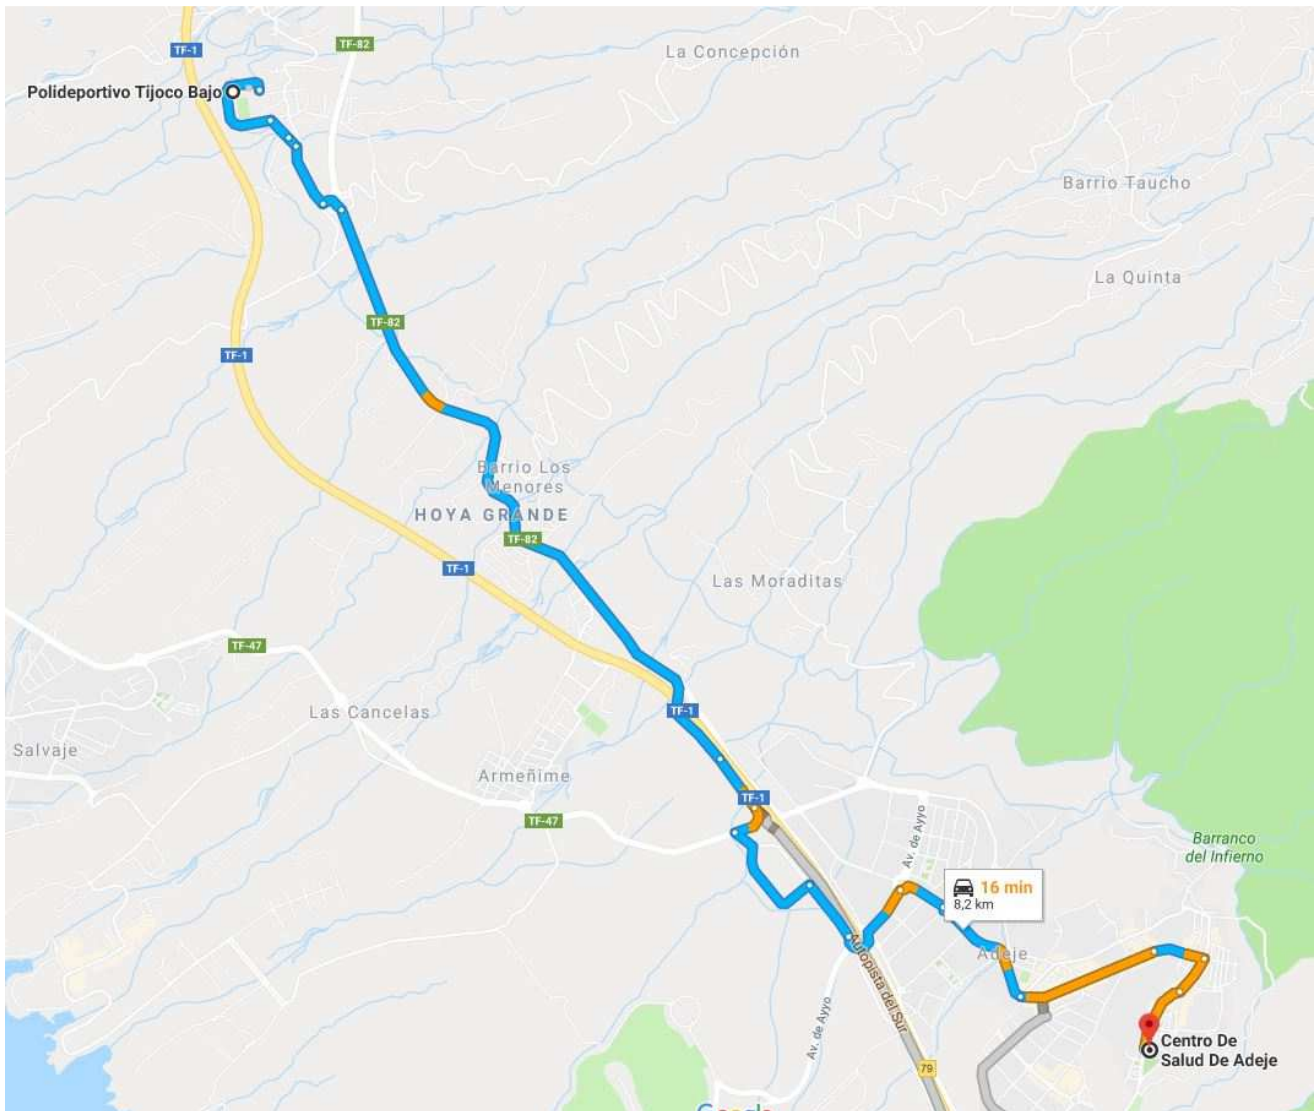 TF-1
TF-82
La Concepción
Polideportivo Tijoco Bajo
Barrio Taucho
La Quinta
TF-82
TF-1
Barrio Los
Menores
HOYA GRANDE
TF-82
TF-1
Las Moraditas
TF-47
Las Cancelas
TF-1
Salvaje
Armeñime
TF-1
TF-47
Av. de Ayyo
Barranco
del Infierno
16 min
8,2 km
Adeje
Autopista del Sur
Av. de Ayyo
Centro De
Salud De Adeje
79
Google